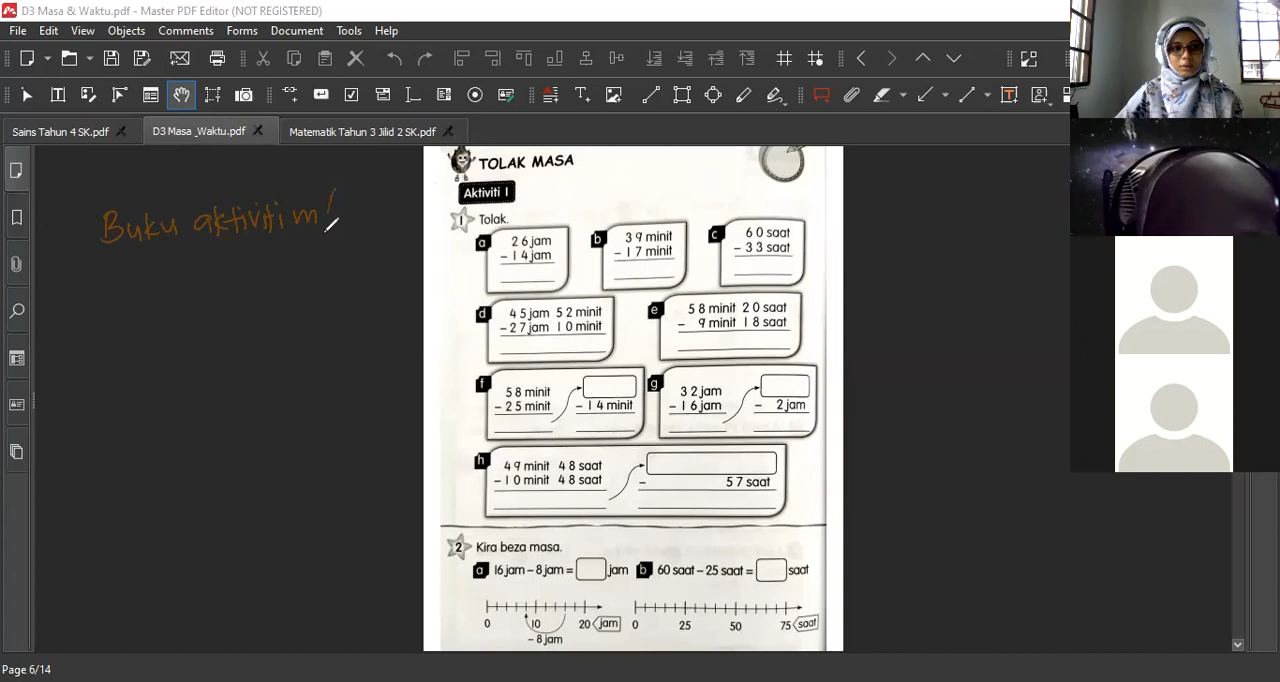 D3 Masa & Waktu.pdf - Master PDF Editor (NOT REGISTERED)
File Edit View Objects Comments Forms Document Tools Help
Sains Tahun 4 SK.pdf D3 Masa _Waktu.pdf Matematik Tahun 3 Jilid 2 SK.pdf
Buku aktiviti m
TOLAK MASA
Aktiviti 1
1 Tolak.
a
26 jam
- 14 jam
b
39 minit
- 17 minit
c
60 saat
- 33 saat
d
45 jam 52 minit
- 27 jam 10 minit
e
58 minit 20 saat
- 9 minit 18 saat
f
58 minit
- 25 minit
- 14 minit
g
32 jam
- 16 jam
- 2 jam
h
49 minit 48 saat
- 10 minit 48 saat
- 57 saat
2 Kira beza masa.
a 16 jam – 8 jam = jam
b 60 saat – 25 saat = saat
0 10 20 jam
- 8 jam
0 25 50 75 saat
Page 6/14